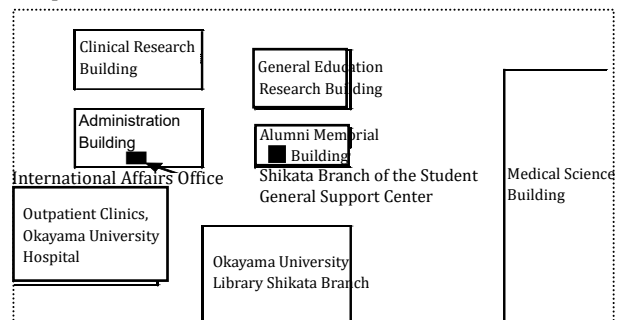 Clinical Research
Building
General Education
Research Building
Administration
Building
Alumni Memorial
Building
International Affairs Office
Shikata Branch of the Student
General Support Center
Medical Science
Building
Outpatient Clinics,
Okayama University
Hospital
Okayama University
Library Shikata Branch